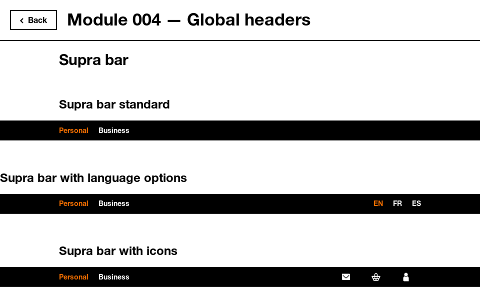 Back
Module 004 — Global headers
Supra bar
Supra bar standard
Personal Business
Supra bar with language options
Personal Business EN FR ES
Supra bar with icons
Personal Business